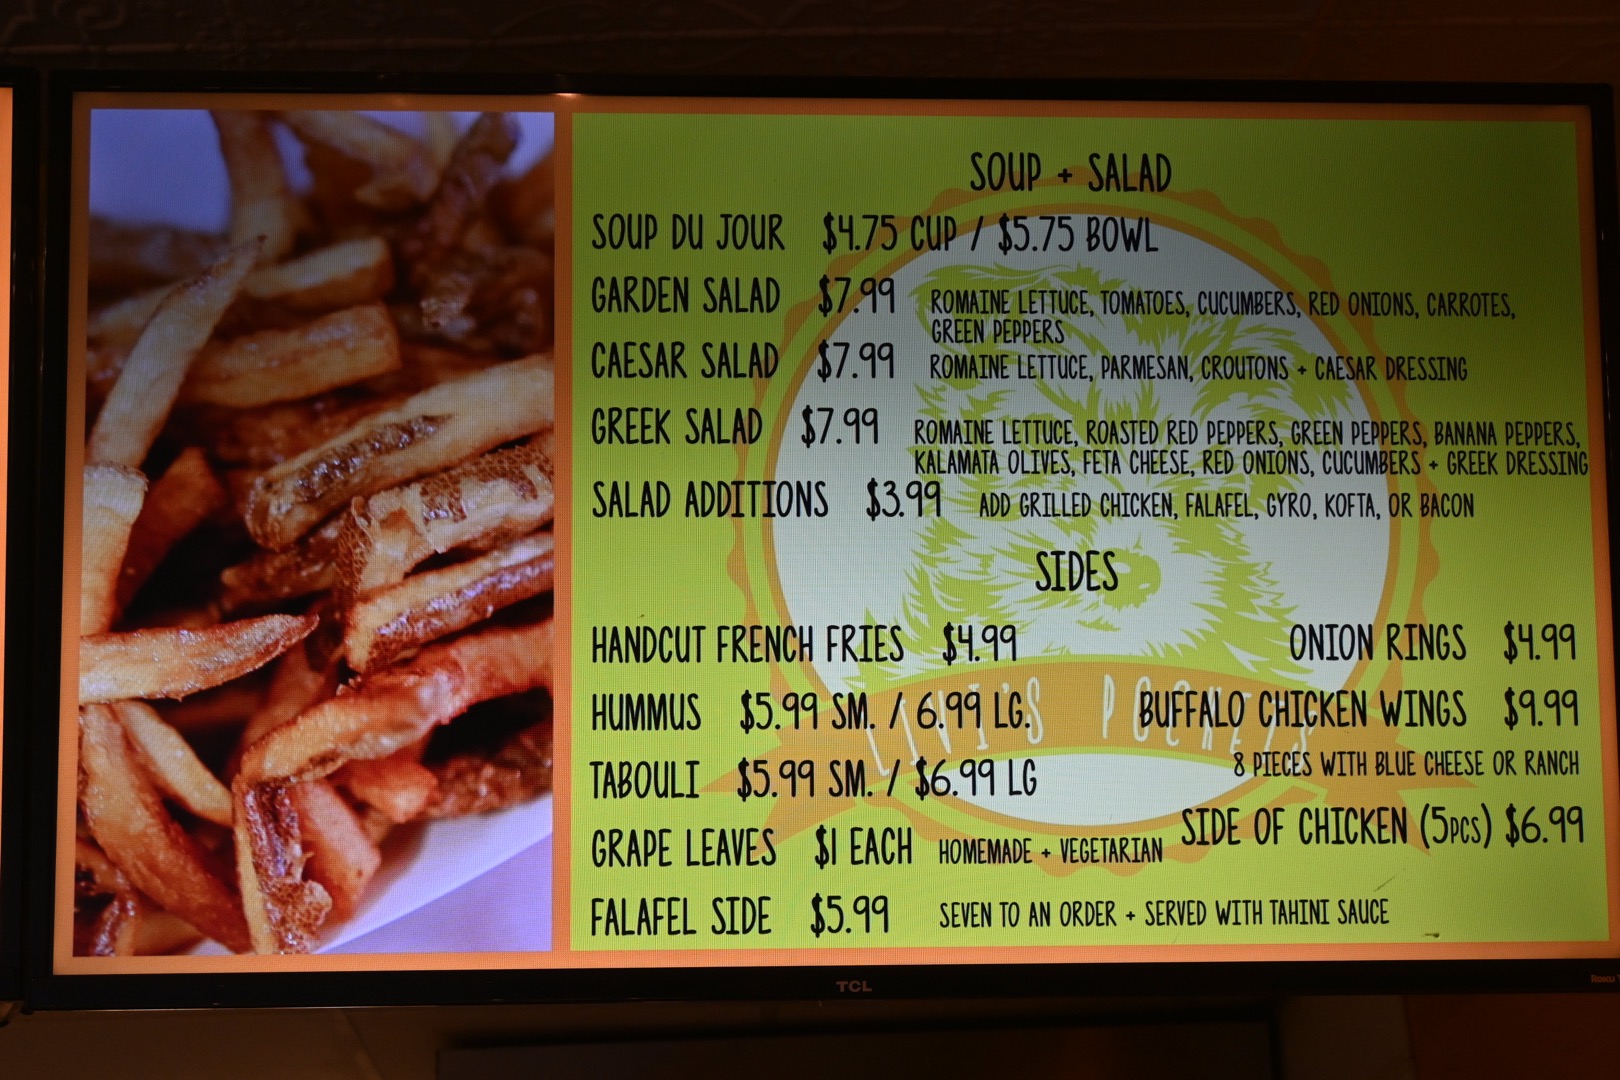 SOUP + SALAD
SOUP DU JOUR $4.75 CUP / $5.75 BOWL
GARDEN SALAD $7.99 ROMAINE LETTUCE, TOMATOES, CUCUMBERS, RED ONIONS, CARROTES,
GREEN PEPPERS
CAESAR SALAD $7.99 ROMAINE LETTUCE, PARMESAN, CROUTONS + CAESAR DRESSING
GREEK SALAD $7.99 ROMAINE LETTUCE, ROASTED RED PEPPERS, GREEN PEPPERS, BANANA PEPPERS,
KALAMATA OLIVES, FETA CHEESE, RED ONIONS, CUCUMBERS + GREEK DRESSING
SALAD ADDITIONS $3.99 ADD GRILLED CHICKEN, FALAFEL, GYRO, KOFTA, OR BACON
SIDES
HANDCUT FRENCH FRIES $4.99
HUMMUS $5.99 SM. / 6.99 LG.
TABOULI $5.99 SM. / $6.99 LG
GRAPE LEAVES $1 EACH HOMEMADE + VEGETARIAN
FALAFEL SIDE $5.99 SEVEN TO AN ORDER + SERVED WITH TAHINI SAUCE
ONION RINGS $4.99
BUFFALO CHICKEN WINGS $9.99
8 PIECES WITH BLUE CHEESE OR RANCH
SIDE OF CHICKEN (5PCS) $6.99
POCKETS
TCL
Roku